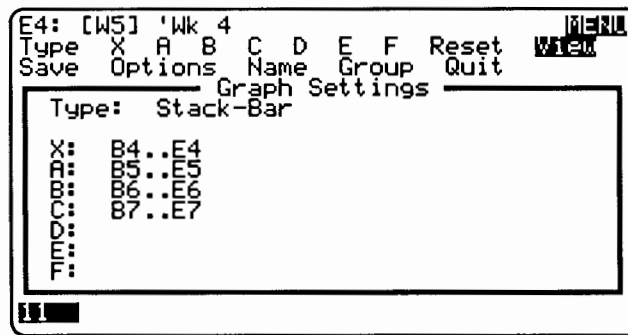 E4: [W5] 'Wk 4 MENU
Type X A B C D E F Reset View
Save Options Name Group Quit
Graph Settings
Type: Stack-Bar
X: B4..E4
A: B5..E5
B: B6..E6
C: B7..E7
D:
E:
F:
11